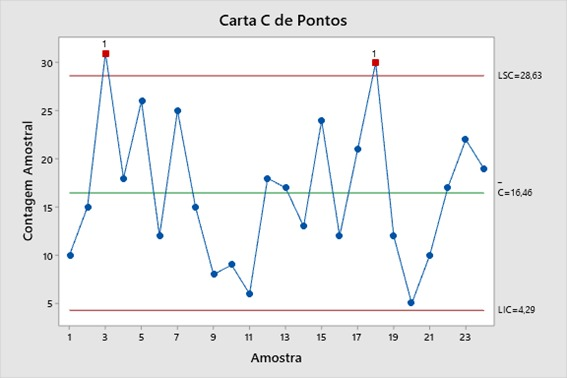 Carta C de Pontos
1
1
30
25
20
15
10
5
Contagem Amostral
LSC=28,63
_
C=16,46
LIC=4,29
1 3 5 7 9 11 13 15 17 19 21 23
Amostra